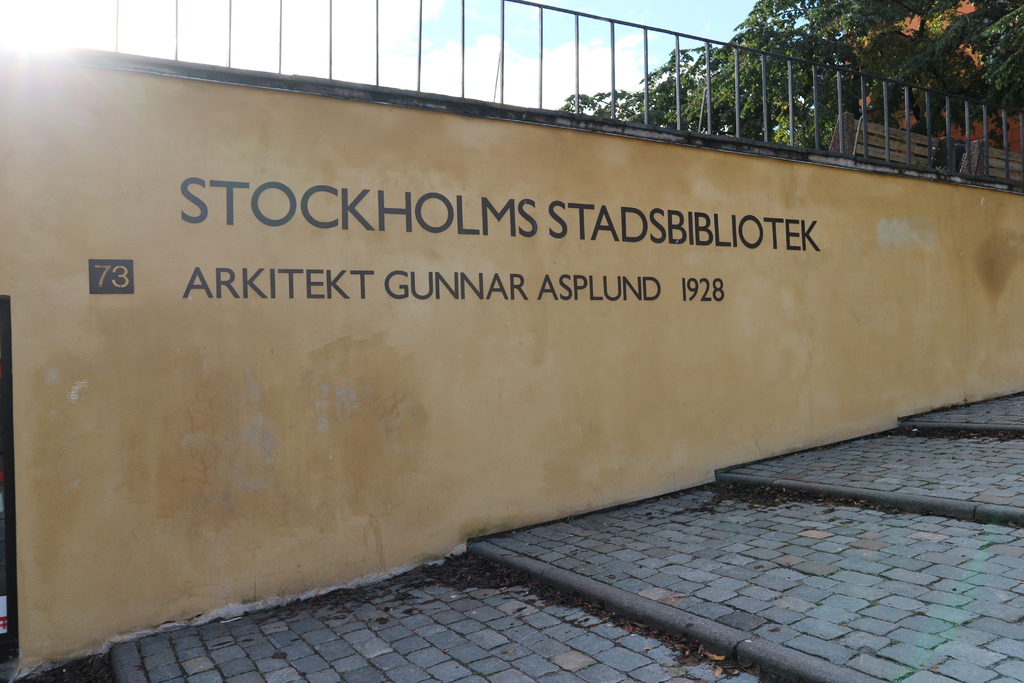 STOCKHOLMS STADSBIBLIOTEK
73
ARKITEKT GUNNAR ASPLUND 1928